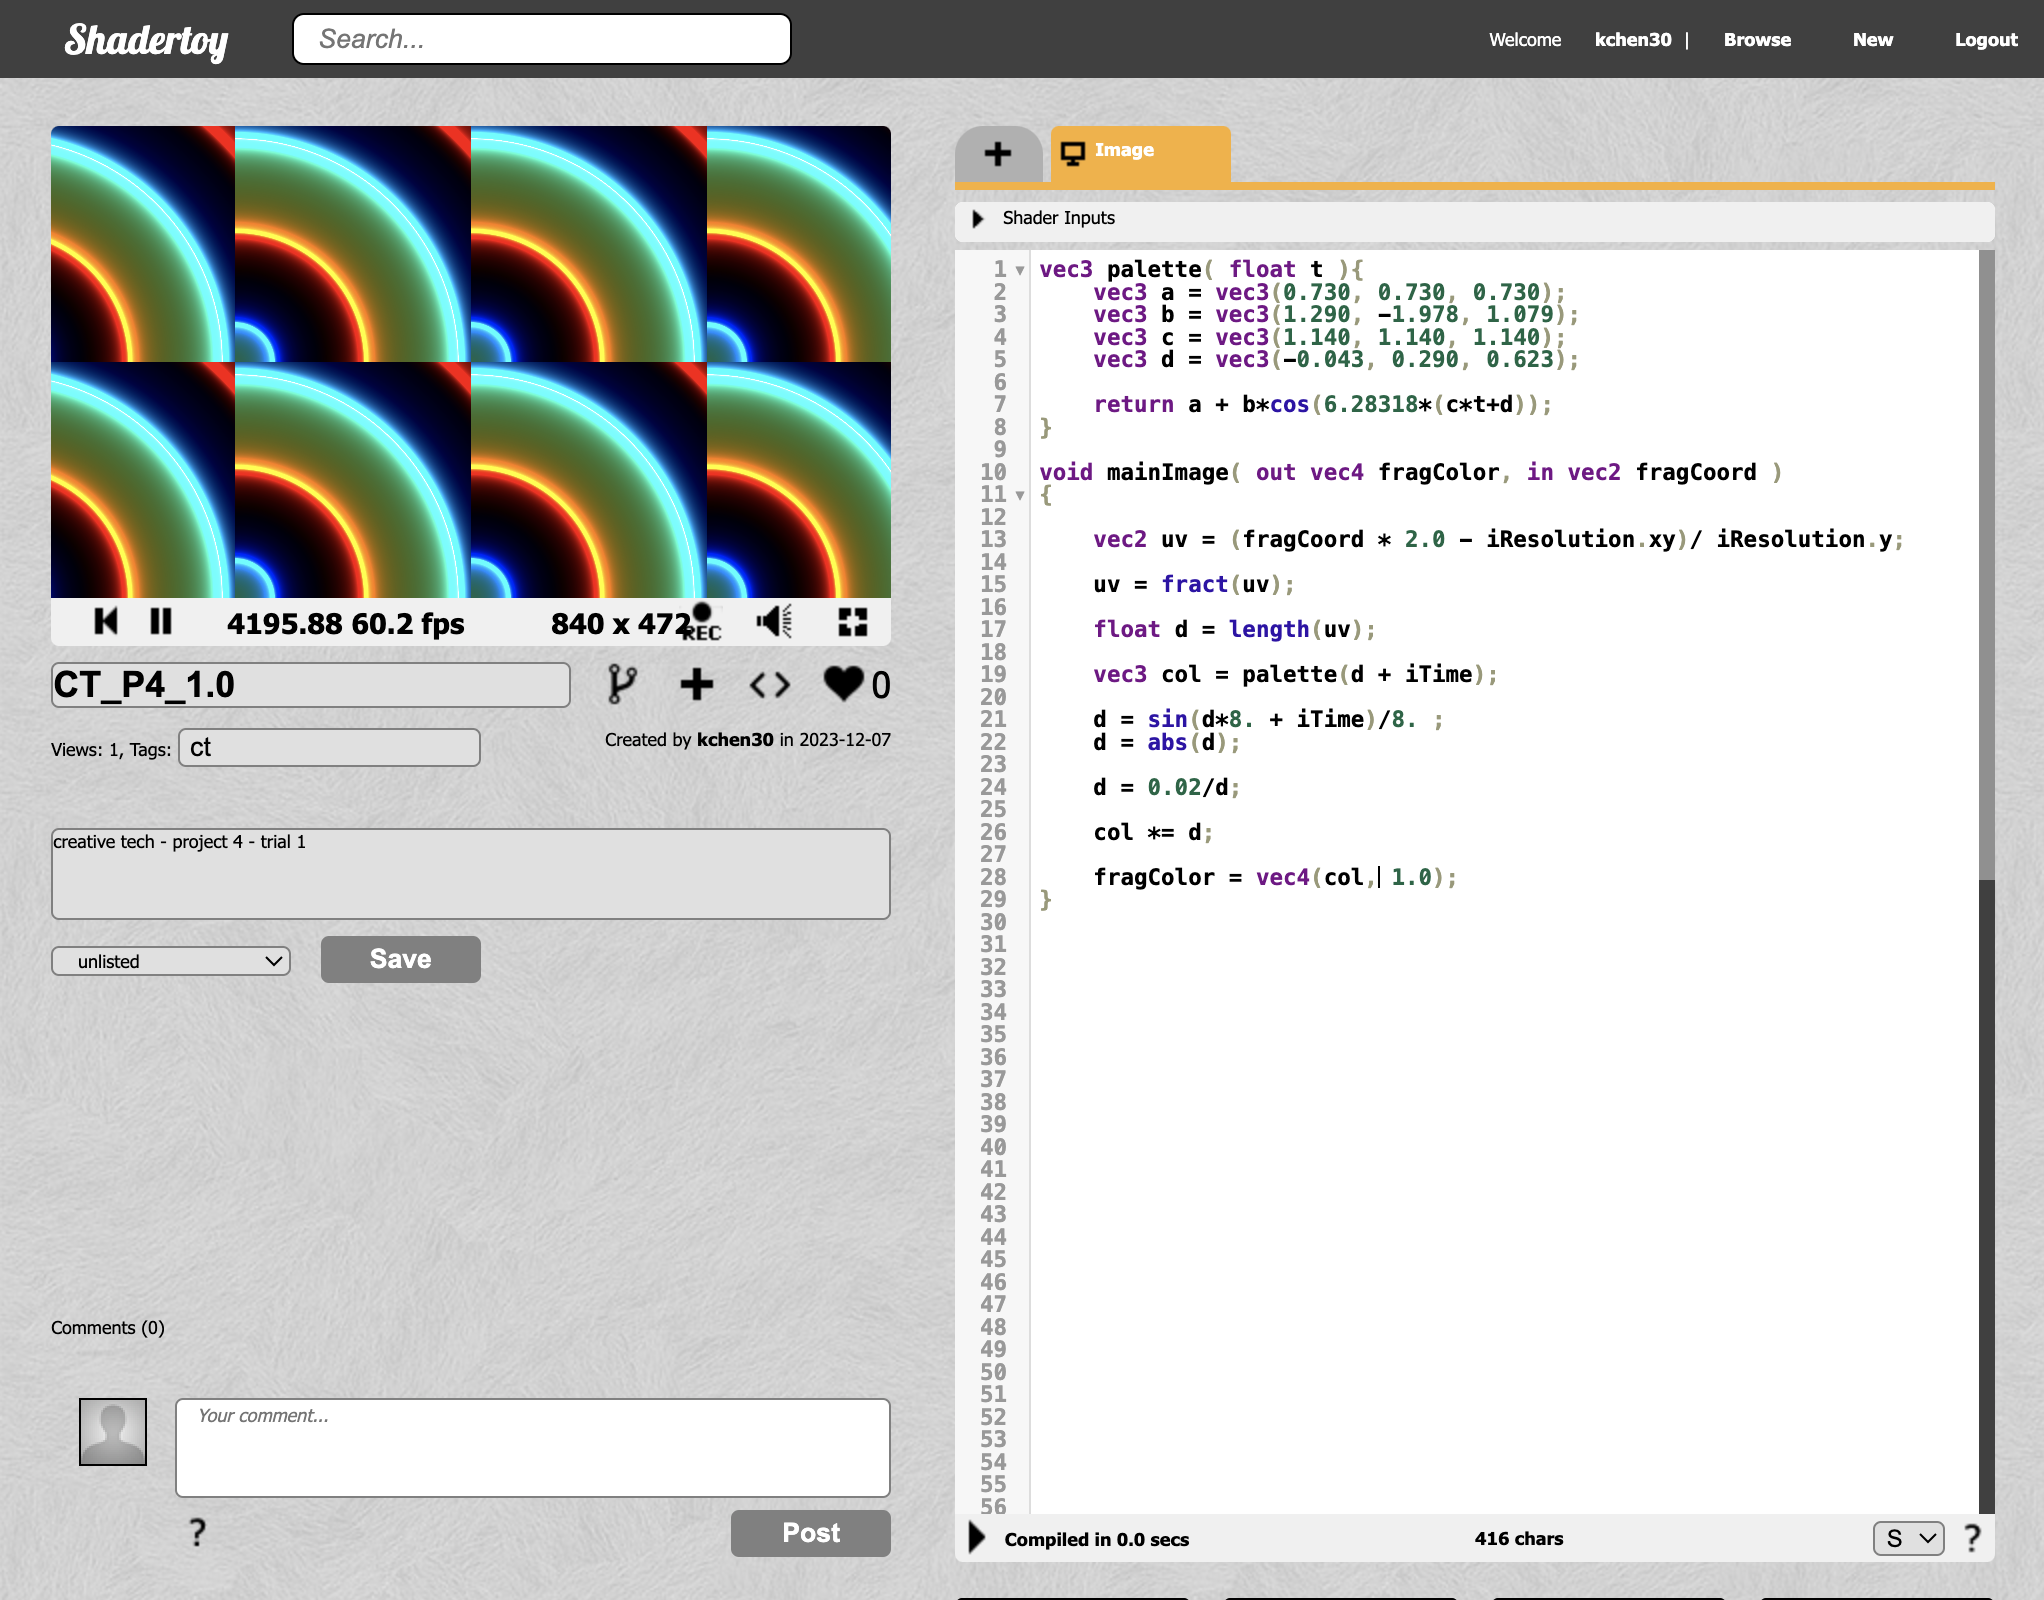 Shadertoy
Search...
Welcome kchen30 | Browse New Logout
4195.88 60.2 fps 840 x 472 REC
CT_P4_1.0
0
Views: 1, Tags: ct
Created by kchen30 in 2023-12-07
creative tech - project 4 - trial 1
unlisted
Save
Comments (0)
Your comment...
?
Post
+ Image
Shader Inputs
1 vec3 palette( float t ){
2 vec3 a = vec3(0.730, 0.730, 0.730);
3 vec3 b = vec3(1.290, -1.978, 1.079);
4 vec3 c = vec3(1.140, 1.140, 1.140);
5 vec3 d = vec3(-0.043, 0.290, 0.623);
6
7 return a + b*cos(6.28318*(c*t+d));
8 }
9
10 void mainImage( out vec4 fragColor, in vec2 fragCoord )
11 {
12
13 vec2 uv = (fragCoord * 2.0 - iResolution.xy)/ iResolution.y;
14
15 uv = fract(uv);
16
17 float d = length(uv);
18
19 vec3 col = palette(d + iTime);
20
21 d = sin(d*8. + iTime)/8. ;
22 d = abs(d);
23
24 d = 0.02/d;
25
26 col *= d;
27
28 fragColor = vec4(col, 1.0);
29 }
30
31
32
33
34
35
36
37
38
39
40
41
42
43
44
45
46
47
48
49
50
51
52
53
54
55
56
Compiled in 0.0 secs 416 chars S ?